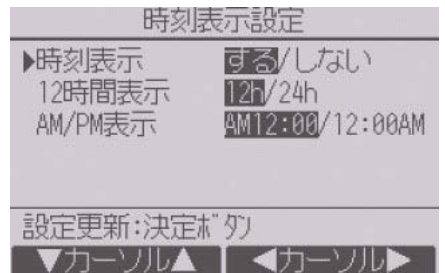 時刻表示設定
▶時刻表示 する/しない
12時間表示 12h/24h
AM/PM表示 AM12:00/12:00AM
設定更新:決定ﾎﾞﾀﾝ
▼カーソル▲ ◀カーソル▶